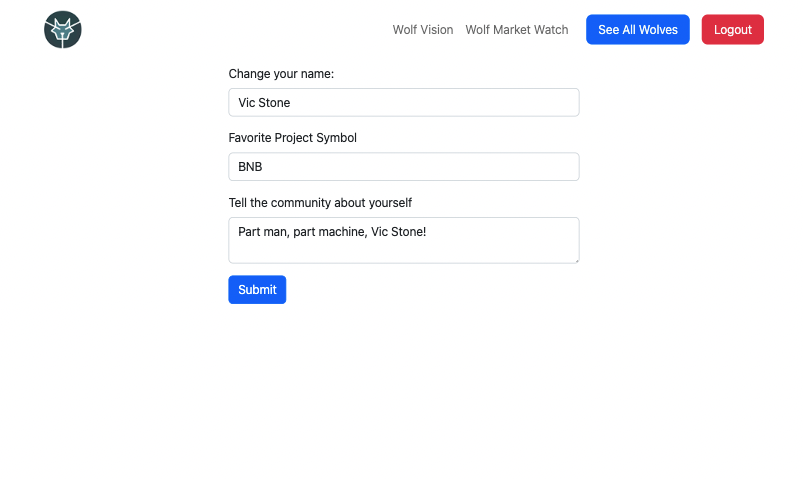 Wolf Vision Wolf Market Watch See All Wolves Logout
Change your name:
Vic Stone
Favorite Project Symbol
BNB
Tell the community about yourself
Part man, part machine, Vic Stone!
Submit